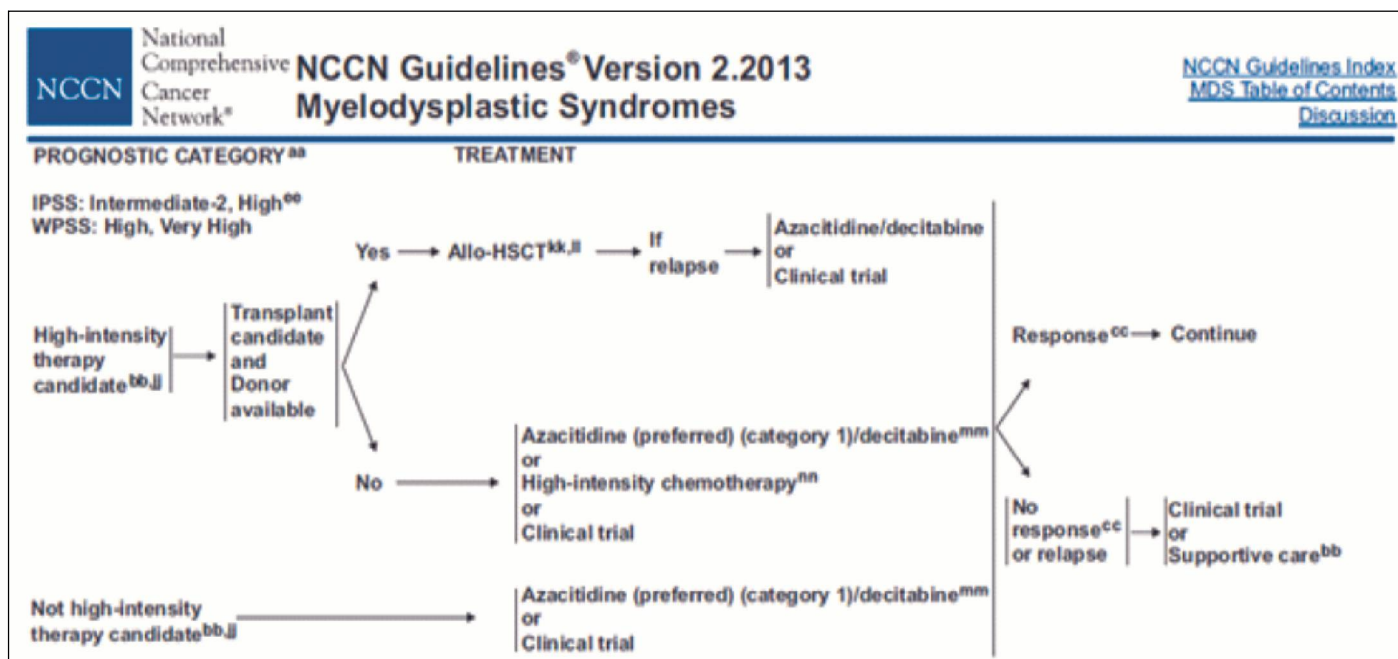 National
Comprehensive
Cancer
Network®
NCCN
NCCN Guidelines® Version 2.2013
Myelodysplastic Syndromes
NCCN Guidelines Index
MDS Table of Contents
Discussion
PROGNOSTIC CATEGORY aa
TREATMENT
IPSS: Intermediate-2, High ee
WPSS: High, Very High
High-intensity
therapy
candidate bb,jj
Transplant
candidate
and
Donor
available
Yes
Allo-HSCT kk,ll
If
relapse
Azacitidine/decitabine
or
Clinical trial
No
Azacitidine (preferred) (category 1)/decitabine mm
or
High-intensity chemotherapy nn
or
Clinical trial
Not high-intensity
therapy candidate bb,jj
Azacitidine (preferred) (category 1)/decitabine mm
or
Clinical trial
Response cc
Continue
No
response cc
or relapse
Clinical trial
or
Supportive care bb